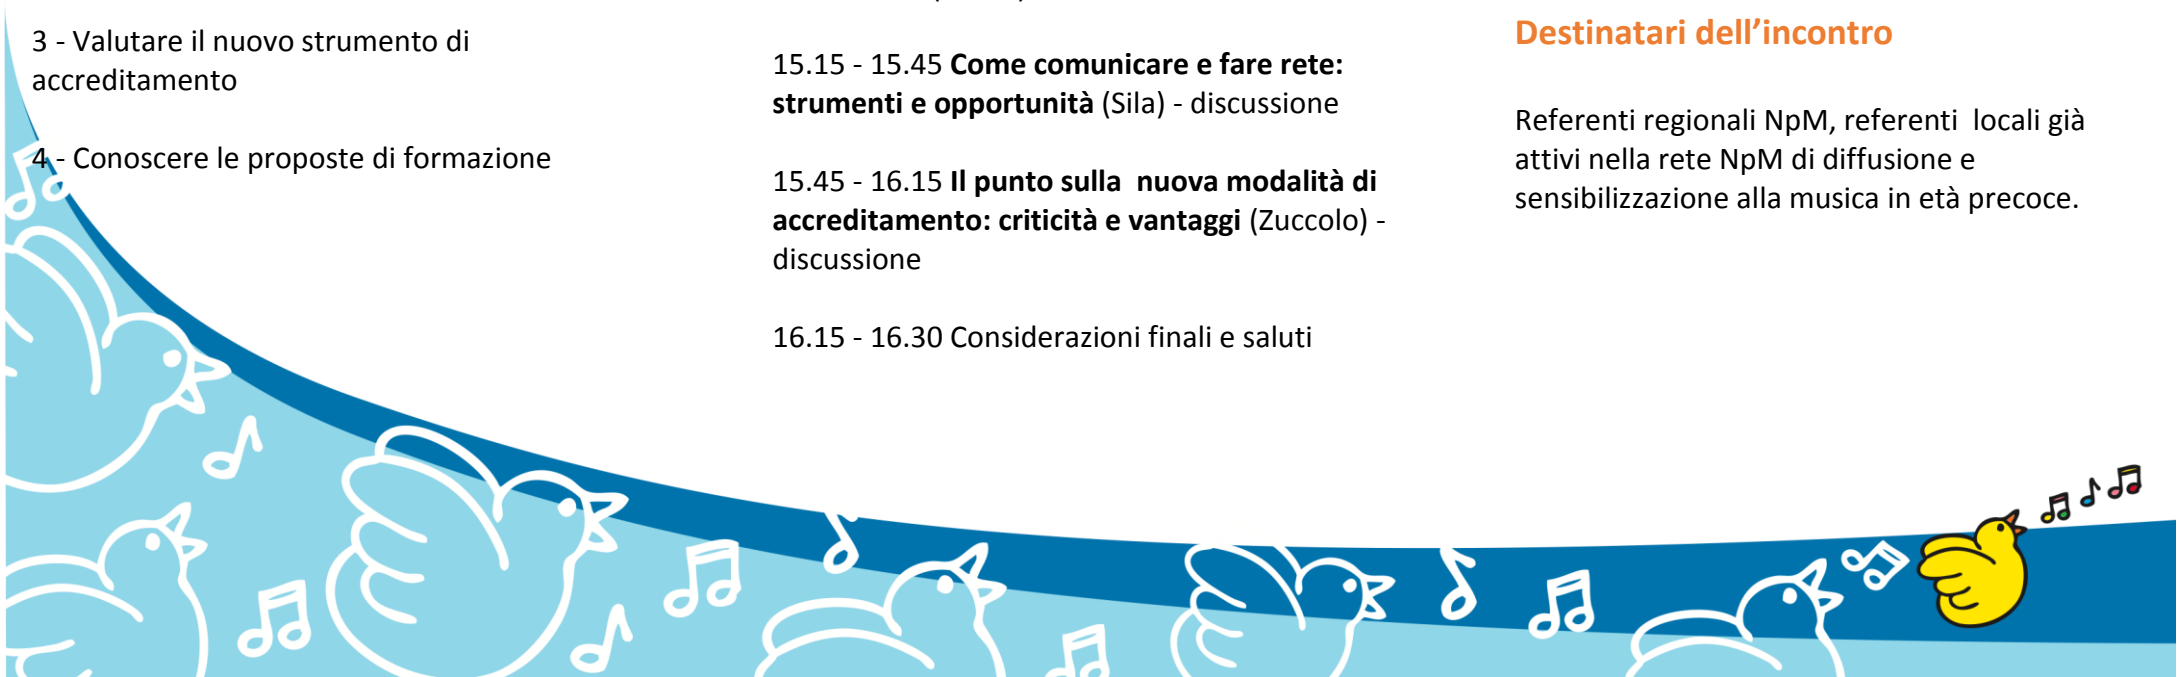 3 - Valutare il nuovo strumento di
accreditamento
4 - Conoscere le proposte di formazione
15.15 - 15.45 Come comunicare e fare rete:
strumenti e opportunità (Sila) - discussione
15.45 - 16.15 Il punto sulla  nuova modalità di
accreditamento: criticità e vantaggi (Zuccolo) -
discussione
16.15 - 16.30 Considerazioni finali e saluti
Destinatari dell’incontro
Referenti regionali NpM, referenti  locali già
attivi nella rete NpM di diffusione e
sensibilizzazione alla musica in età precoce.